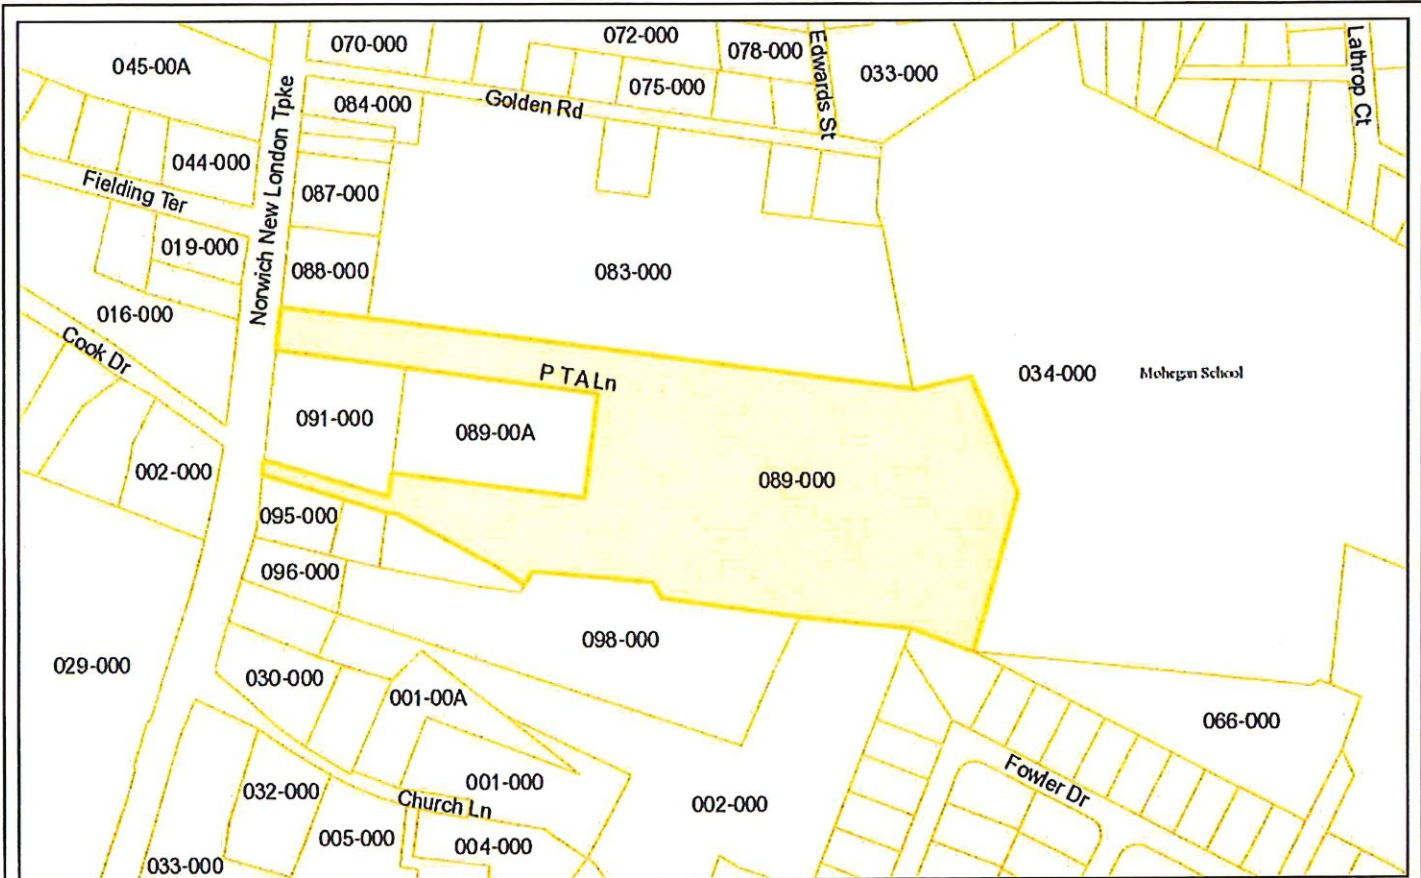 070-000
072-000
078-000
Edwards St
033-000
Lathrop Ct
045-00A
084-000
Golden Rd
075-000
Norwich New London Tpke
044-000
Fielding Ter
087-000
019-000
088-000
083-000
016-000
Cook Dr
P T A Ln
034-000
Mohegan School
091-000
089-00A
002-000
089-000
095-000
096-000
098-000
029-000
030-000
001-00A
066-000
001-000
Fowler Dr
032-000
Church Ln
002-000
005-000
004-000
033-000